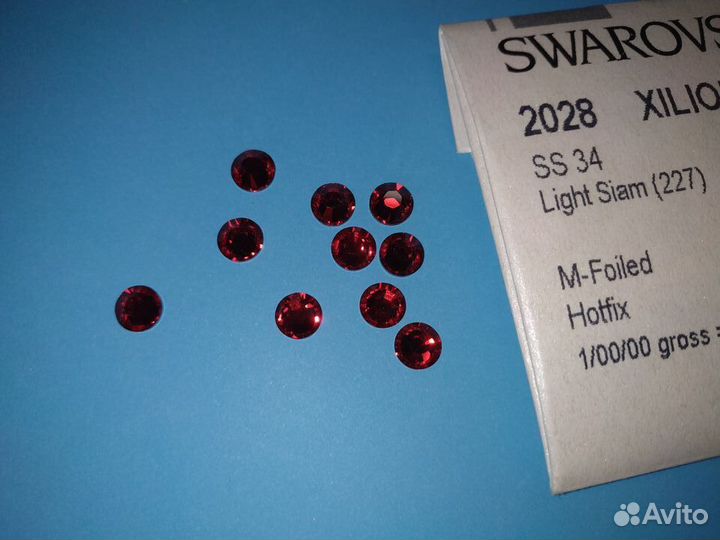 SWAROVS
2028 XILIO
SS 34
Light Siam (227)
M-Foiled
Hotfix
1/00/00 gross =
Avito